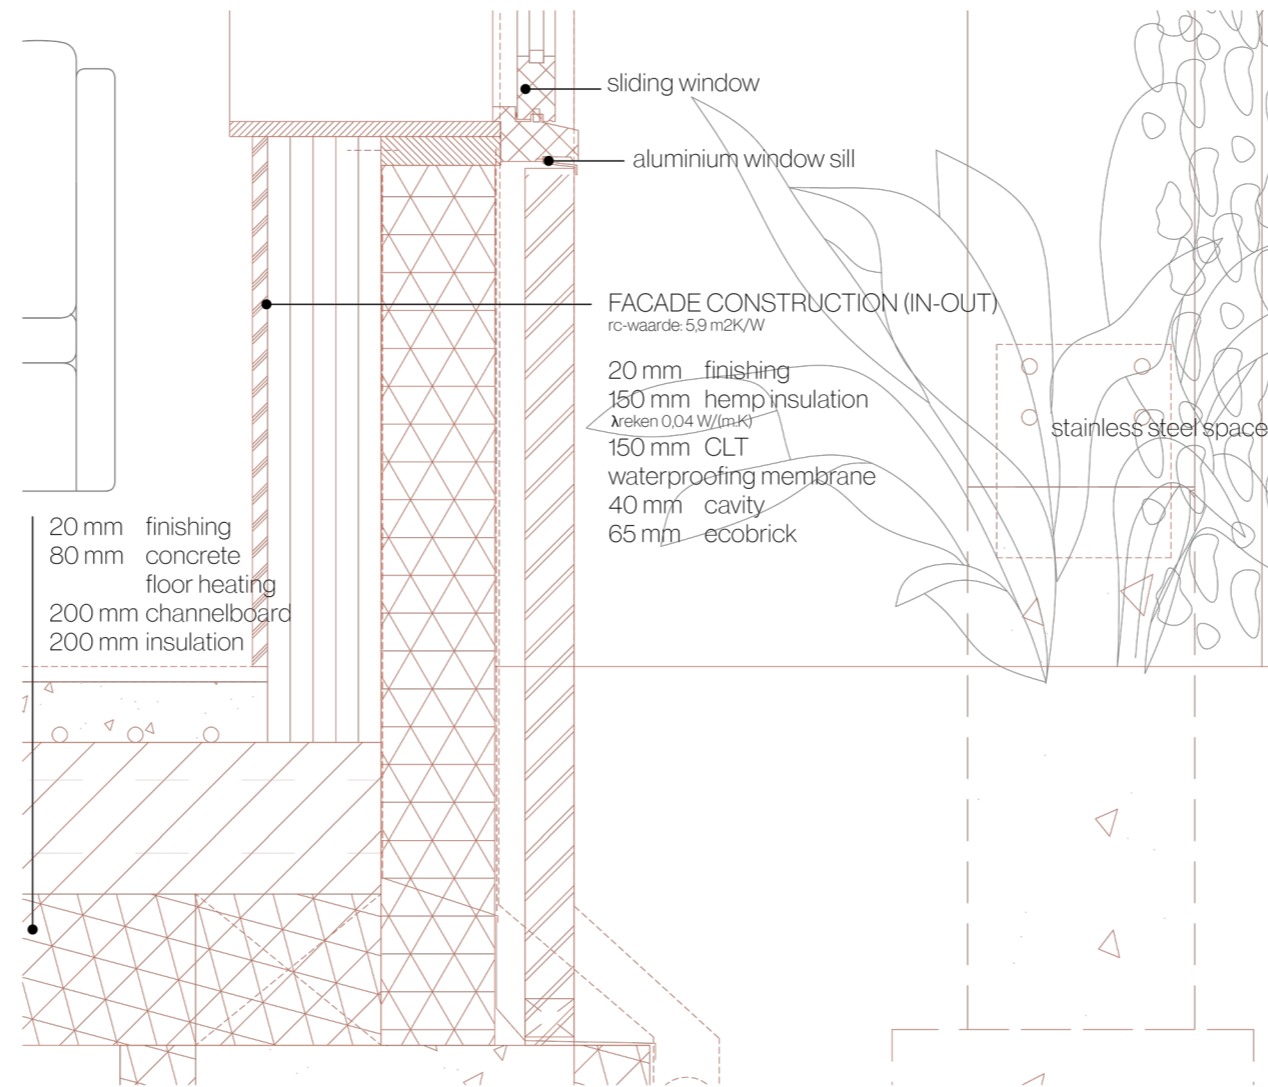 sliding window
aluminium window sill
FACADE CONSTRUCTION (IN-OUT)
rc-waarde: 5,9 m2K/W
20 mm finishing
150 mm hemp insulation
λreken 0,04 W/(m.K)
150 mm CLT
waterproofing membrane
40 mm cavity
65 mm ecobrick
stainless steel space
20 mm finishing
80 mm concrete
floor heating
200 mm channelboard
200 mm insulation